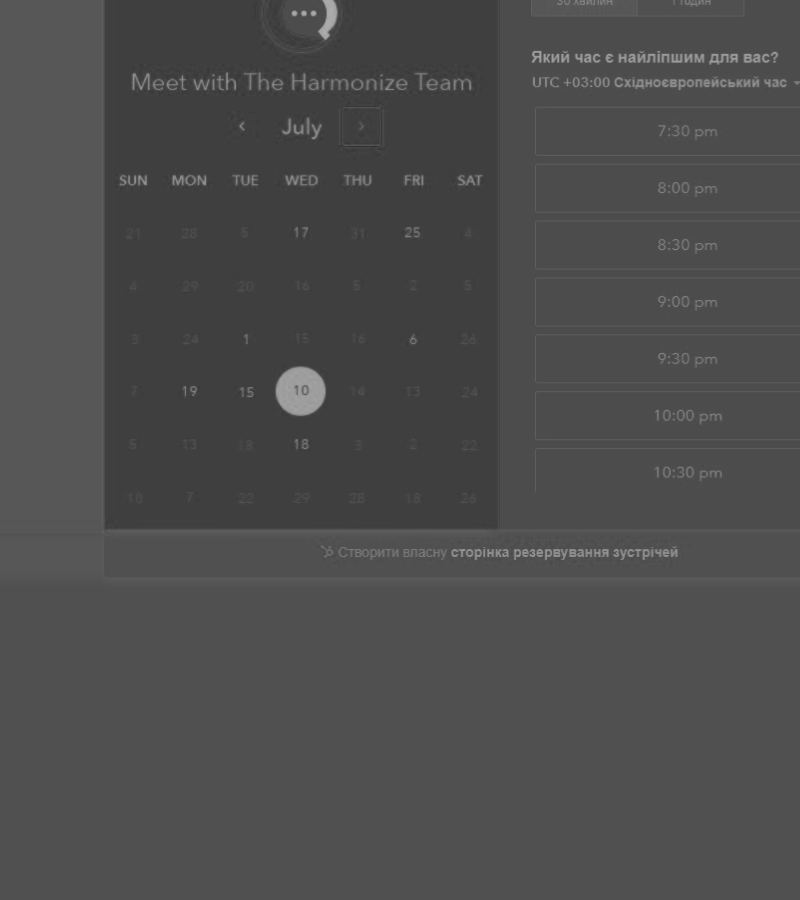 30 хвилин 1 годин
Meet with The Harmonize Team
July
SUN MON TUE WED THU FRI SAT
21 28 5 17 31 25 4
4 29 20 16 5 2 5
3 24 1 15 16 6 26
7 19 15 10 14 13 24
5 13 18 18 3 2 22
10 7 22 29 28 18 26
Який час є найліпшим для вас?
UTC +03:00 Східноєвропейський час
7:30 pm
8:00 pm
8:30 pm
9:00 pm
9:30 pm
10:00 pm
10:30 pm
Створити власну сторінка резервування зустрічей